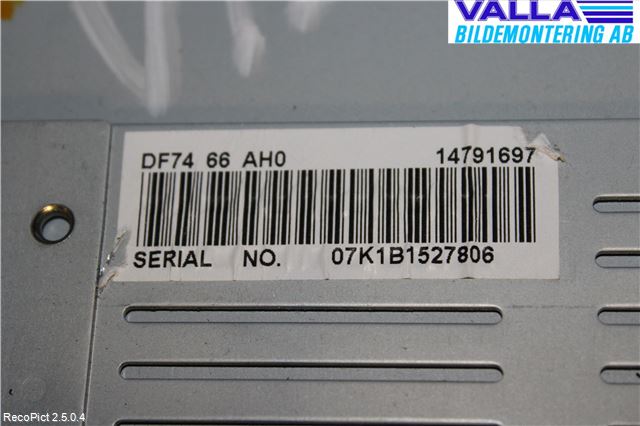 VALLA
BILDEMONTERING AB
DF74 66 AH0 14791697
SERIAL NO. 07K1B1527806
RecoPict 2.5.0.4